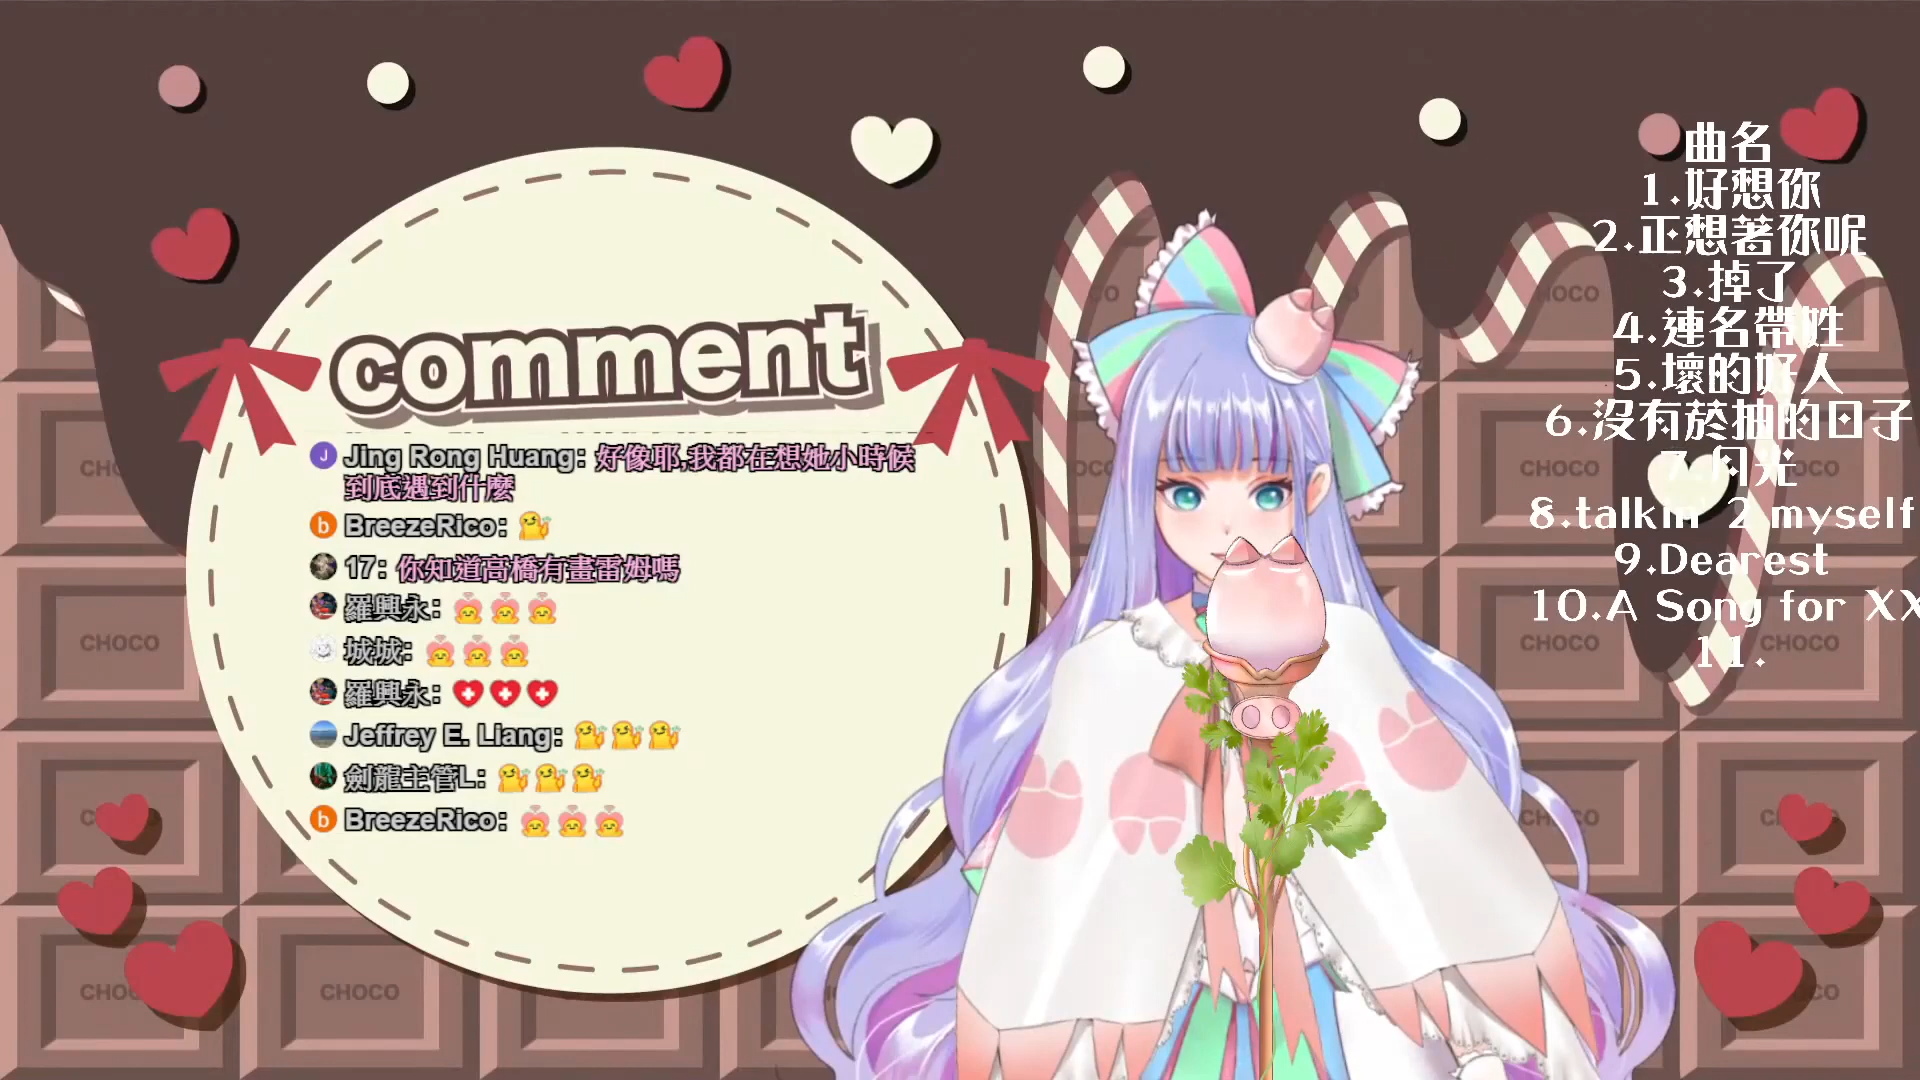 comment
J Jing Rong Huang: 好像耶,我都在想她小時候
到底遇到什麼
b BreezeRico:
17: 你知道高橋有畫雷姆嗎
羅興永:
城城:
羅興永:
Jeffrey E. Liang:
劍龍主管L:
b BreezeRico:
曲名
1.好想你
2.正想著你呢
3.掉了
4.連名帶姓
5.壞的好人
6.沒有菸抽的日子
7.月光
8.talkin' 2 myself
9.Dearest
10.A Song for XX
11.
CHOCO
CHOCO
CHOCO
CHOCO
CHOCO
CHOCO